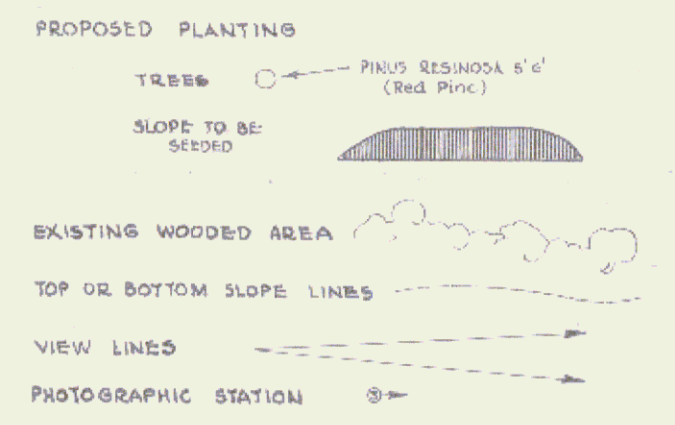 PROPOSED PLANTING
TREES
PINUS RESINOSA 5'6'
(Red Pine)
SLOPE TO BE
SEEDED
EXISTING WOODED AREA
TOP OR BOTTOM SLOPE LINES
VIEW LINES
PHOTOGRAPHIC STATION